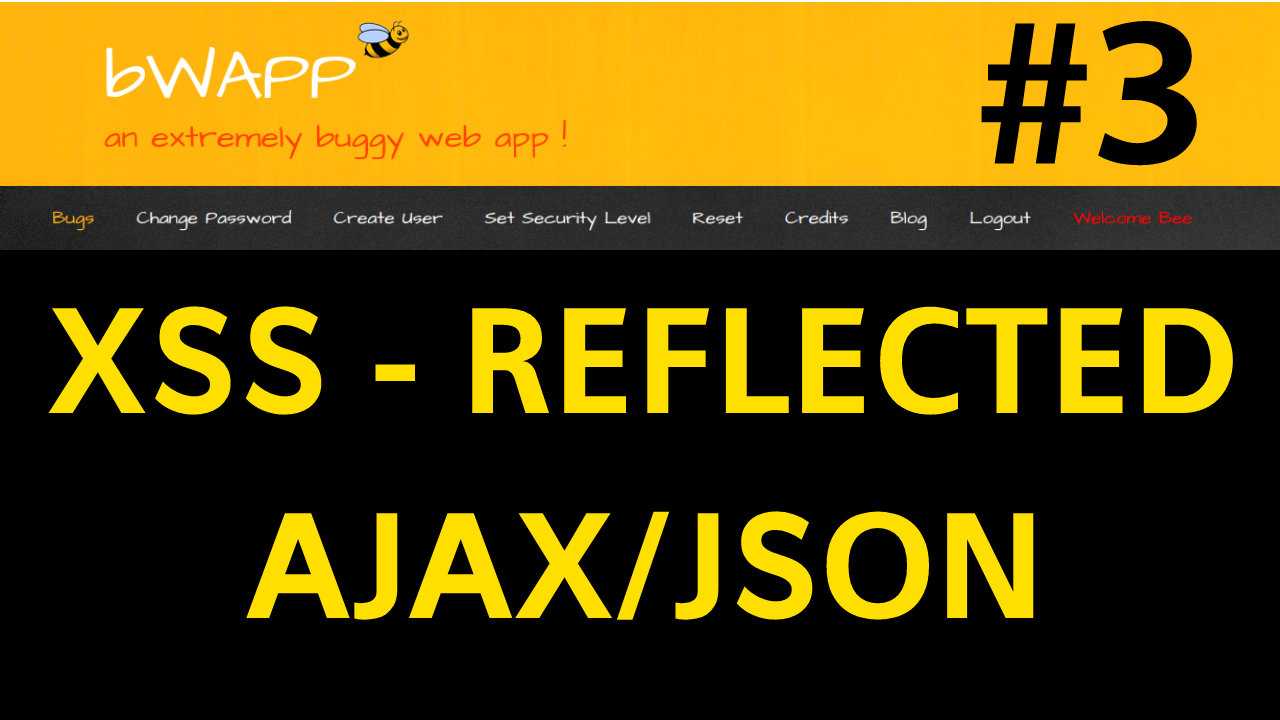 bWAPP
#3
an extremely buggy web app !
Bugs Change Password Create User Set Security Level Reset Credits Blog Logout Welcome Bee
XSS - REFLECTED
AJAX/JSON